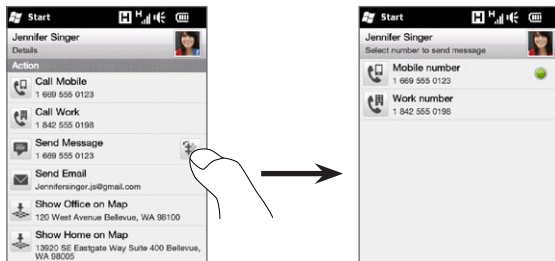 Start
H H
Jennifer Singer
Details
Action
Call Mobile
1 669 555 0123
Call Work
1 842 555 0198
Send Message
1 669 555 0123
Send Email
Jennifersinger.js@gmail.com
Show Office on Map
120 West Avenue Bellevue, WA 98100
Show Home on Map
13920 SE Eastgate Way Suite 400 Bellevue,
WA 98005
Start
H H
Jennifer Singer
Select number to send message
Mobile number
1 669 555 0123
Work number
1 842 555 0198